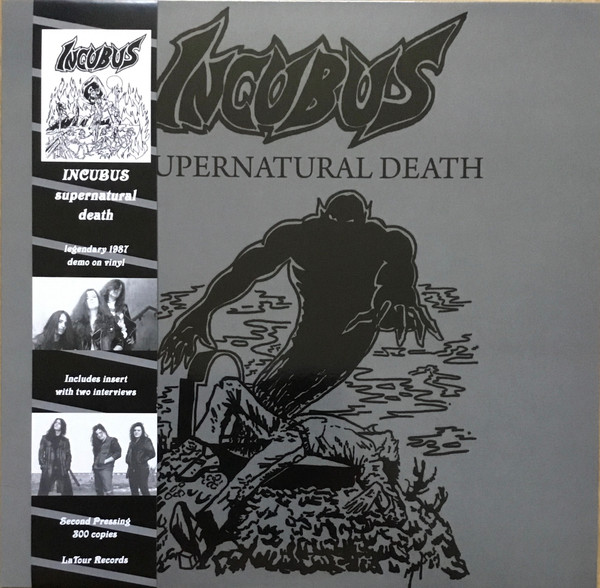 INCUBUS
INCUBUS
UPERNATURAL DEATH
INCUBUS
supernatural
death
legendary 1987
demo on vinyl
Includes insert
with two interviews
Second Pressing
300 copies
LaTour Records